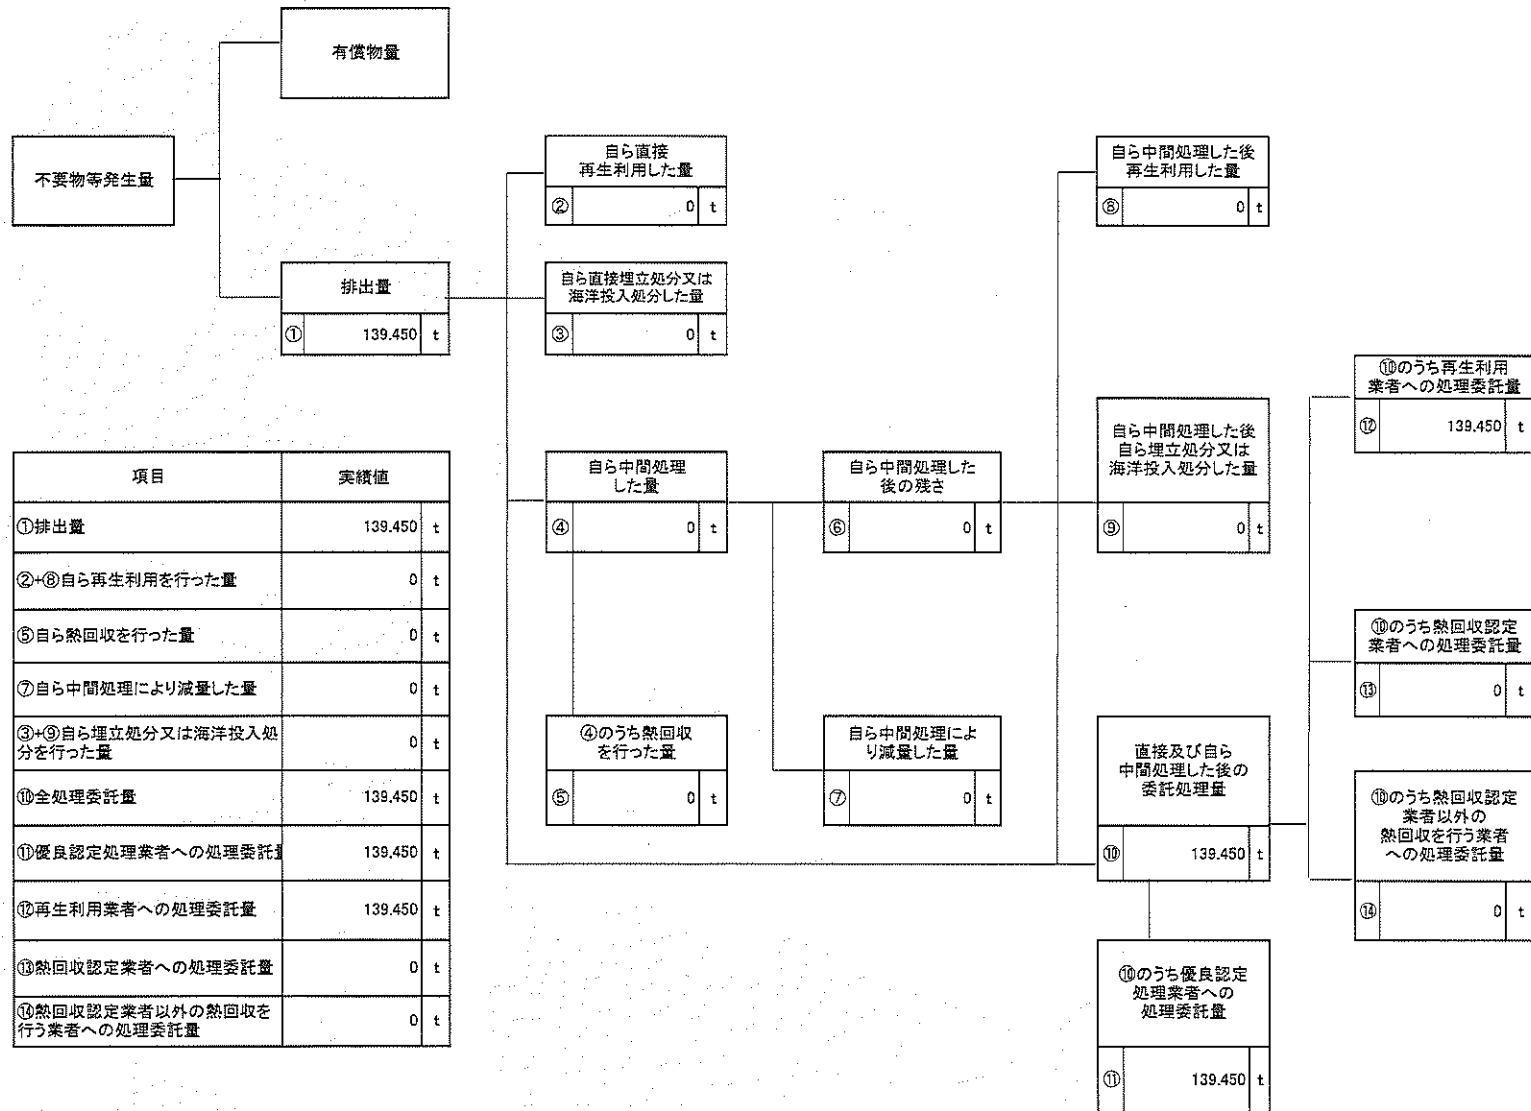 有償物量
不要物等発生量
排出量
① 139.450 t
自ら直接
再生利用した量
② 0 t
自ら直接埋立処分又は
海洋投入処分した量
③ 0 t
自ら中間処理
した量
④ 0 t
④のうち熱回収
を行った量
⑤ 0 t
自ら中間処理した
後の残さ
⑥ 0 t
自ら中間処理によ
り減量した量
⑦ 0 t
自ら中間処理した後
再生利用した量
⑧ 0 t
自ら中間処理した後
自ら埋立処分又は
海洋投入処分した量
⑨ 0 t
直接及び自ら
中間処理した後の
委託処理量
⑩ 139.450 t
⑩のうち優良認定
処理業者への
処理委託量
⑪ 139.450 t
⑩のうち再生利用
業者への処理委託量
⑫ 139.450 t
⑩のうち熱回収認定
業者への処理委託量
⑬ 0 t
⑩のうち熱回収認定
業者以外の
熱回収を行う業者
への処理委託量
⑭ 0 t
項目 実績値
①排出量 139.450 t
②+⑧自ら再生利用を行った量 0 t
⑤自ら熱回収を行った量 0 t
⑦自ら中間処理により減量した量 0 t
③+⑨自ら埋立処分又は海洋投入処
分を行った量 0 t
⑩全処理委託量 139.450 t
⑪優良認定処理業者への処理委託量 139.450 t
⑫再生利用業者への処理委託量 139.450 t
⑬熱回収認定業者への処理委託量 0 t
⑭熱回収認定業者以外の熱回収を
行う業者への処理委託量 0 t